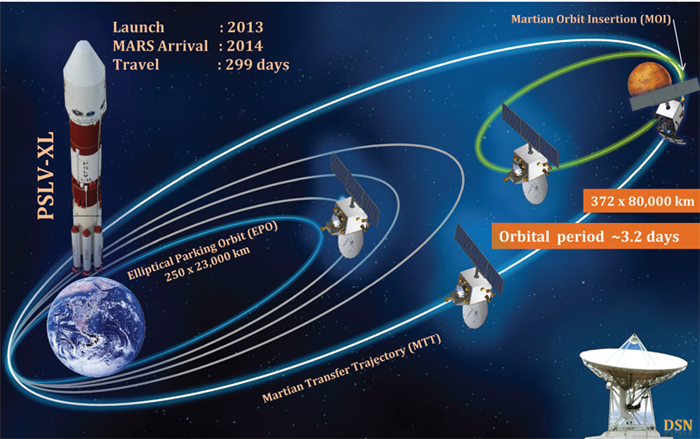 Launch : 2013
MARS Arrival : 2014
Travel : 299 days
Martian Orbit Insertion (MOI)
PSLV-XL
372 x 80,000 km
Orbital period ~3.2 days
Elliptical Parking Orbit (EPO)
250 x 23,000 km
Martian Transfer Trajectory (MTT)
DSN